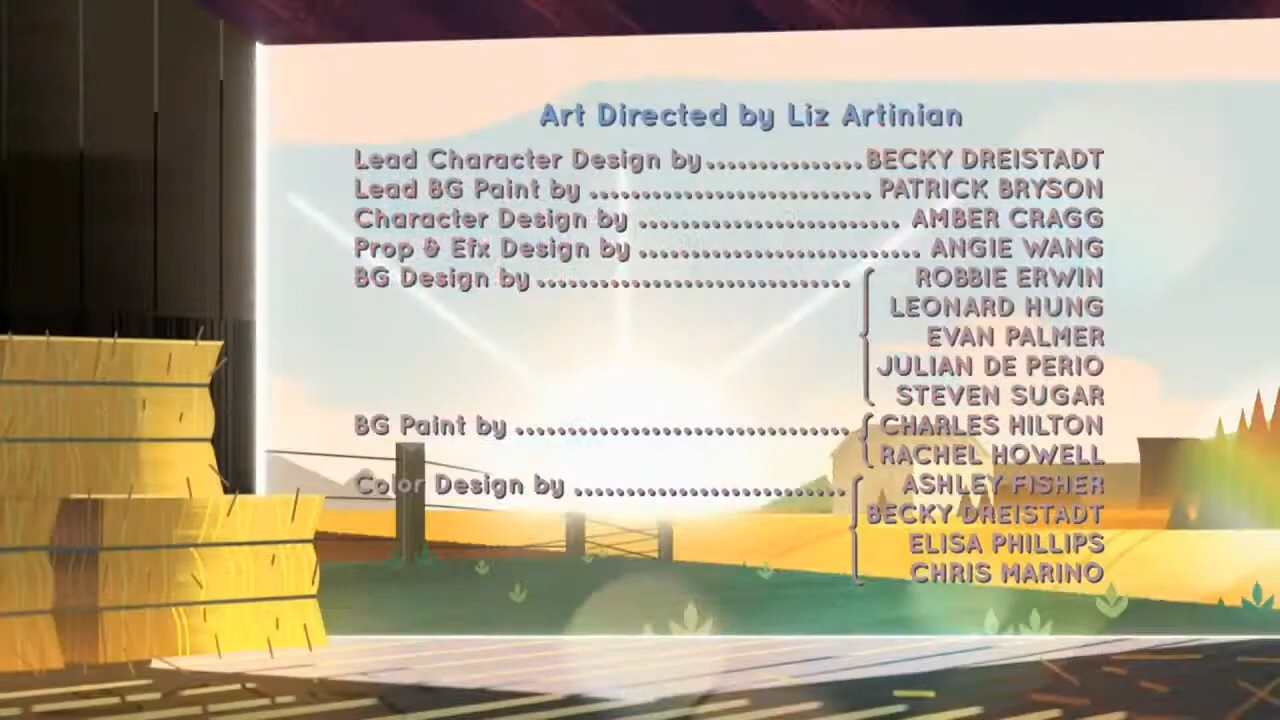 Art Directed by Liz Artinian
Lead Character Design by...............BECKY DREISTADT
Lead BG Paint by ........................... PATRICK BRYSON
Character Design by ......................... AMBER CRAGG
Prop & Efx Design by ........................... ANGIE WANG
BG Design by .............................. ROBBIE ERWIN
LEONARD HUNG
EVAN PALMER
JULIAN DE PERIO
STEVEN SUGAR
BG Paint by ................................ CHARLES HILTON
RACHEL HOWELL
Color Design by .......................... ASHLEY FISHER
BECKY DREISTADT
ELISA PHILLIPS
CHRIS MARINO